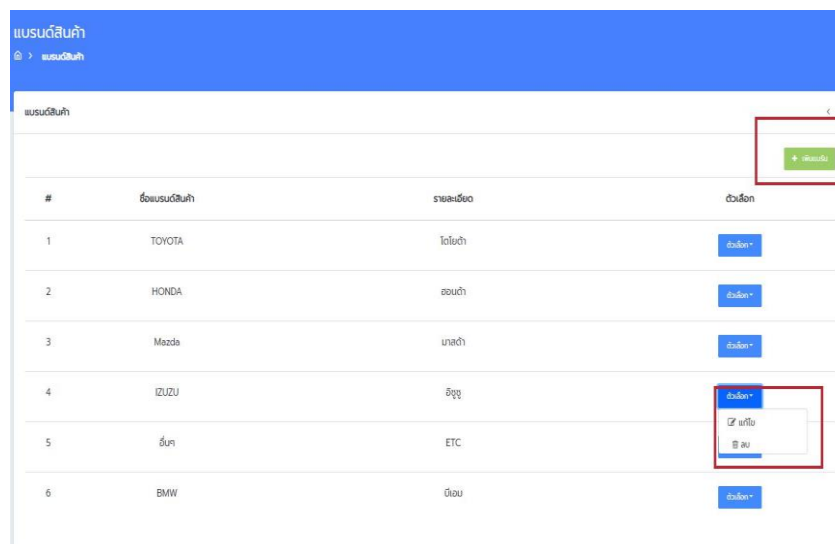 แบรนด์สินค้า
แบรนด์สินค้า
แบรนด์สินค้า
+ เพิ่มแบรนด์
# ชื่อแบรนด์สินค้า รายละเอียด ตัวเลือก
1 TOYOTA โตโยต้า ตัวเลือก
2 HONDA ฮอนด้า ตัวเลือก
3 Mazda มาสด้า ตัวเลือก
4 IZUZU อีซูซู ตัวเลือก
แก้ไข
5 อื่นๆ ETC
ลบ
6 BMW บีเอม ตัวเลือก